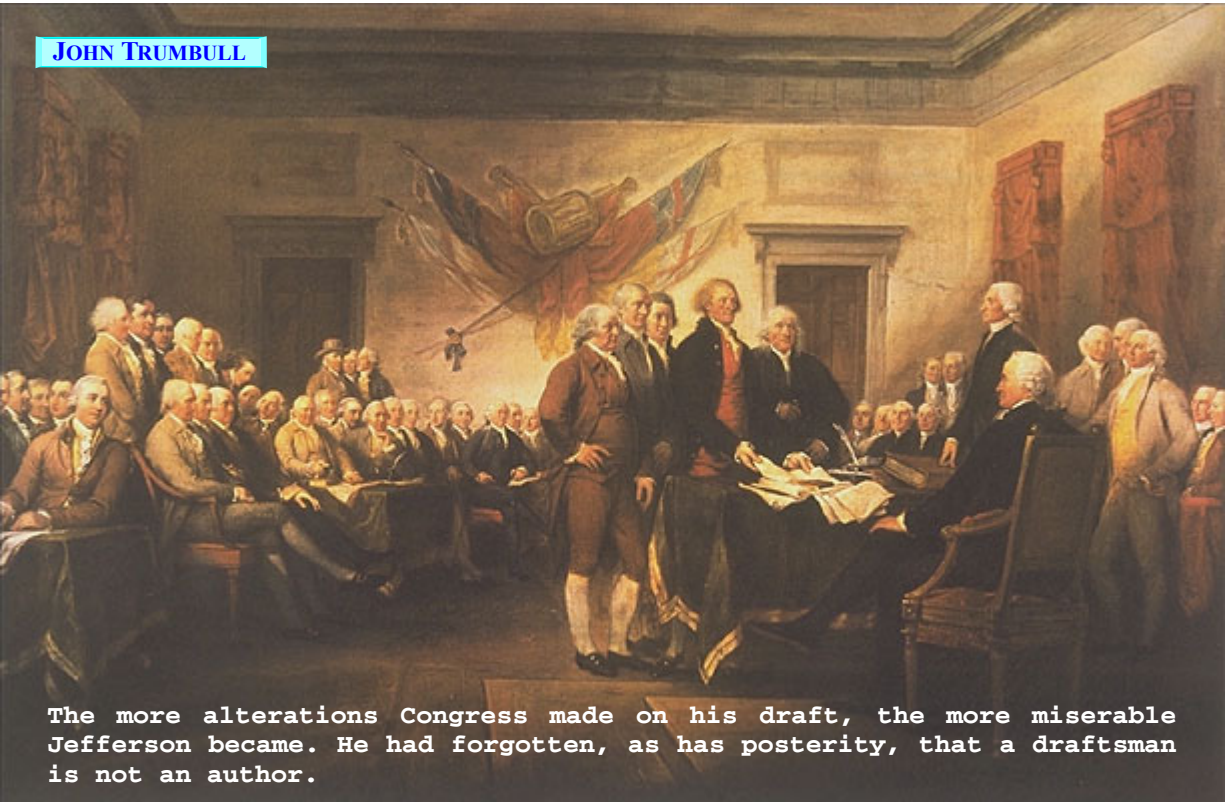 JOHN TRUMBULL
The more alterations Congress made on his draft, the more miserable
Jefferson became. He had forgotten, as has posterity, that a draftsman
is not an author.